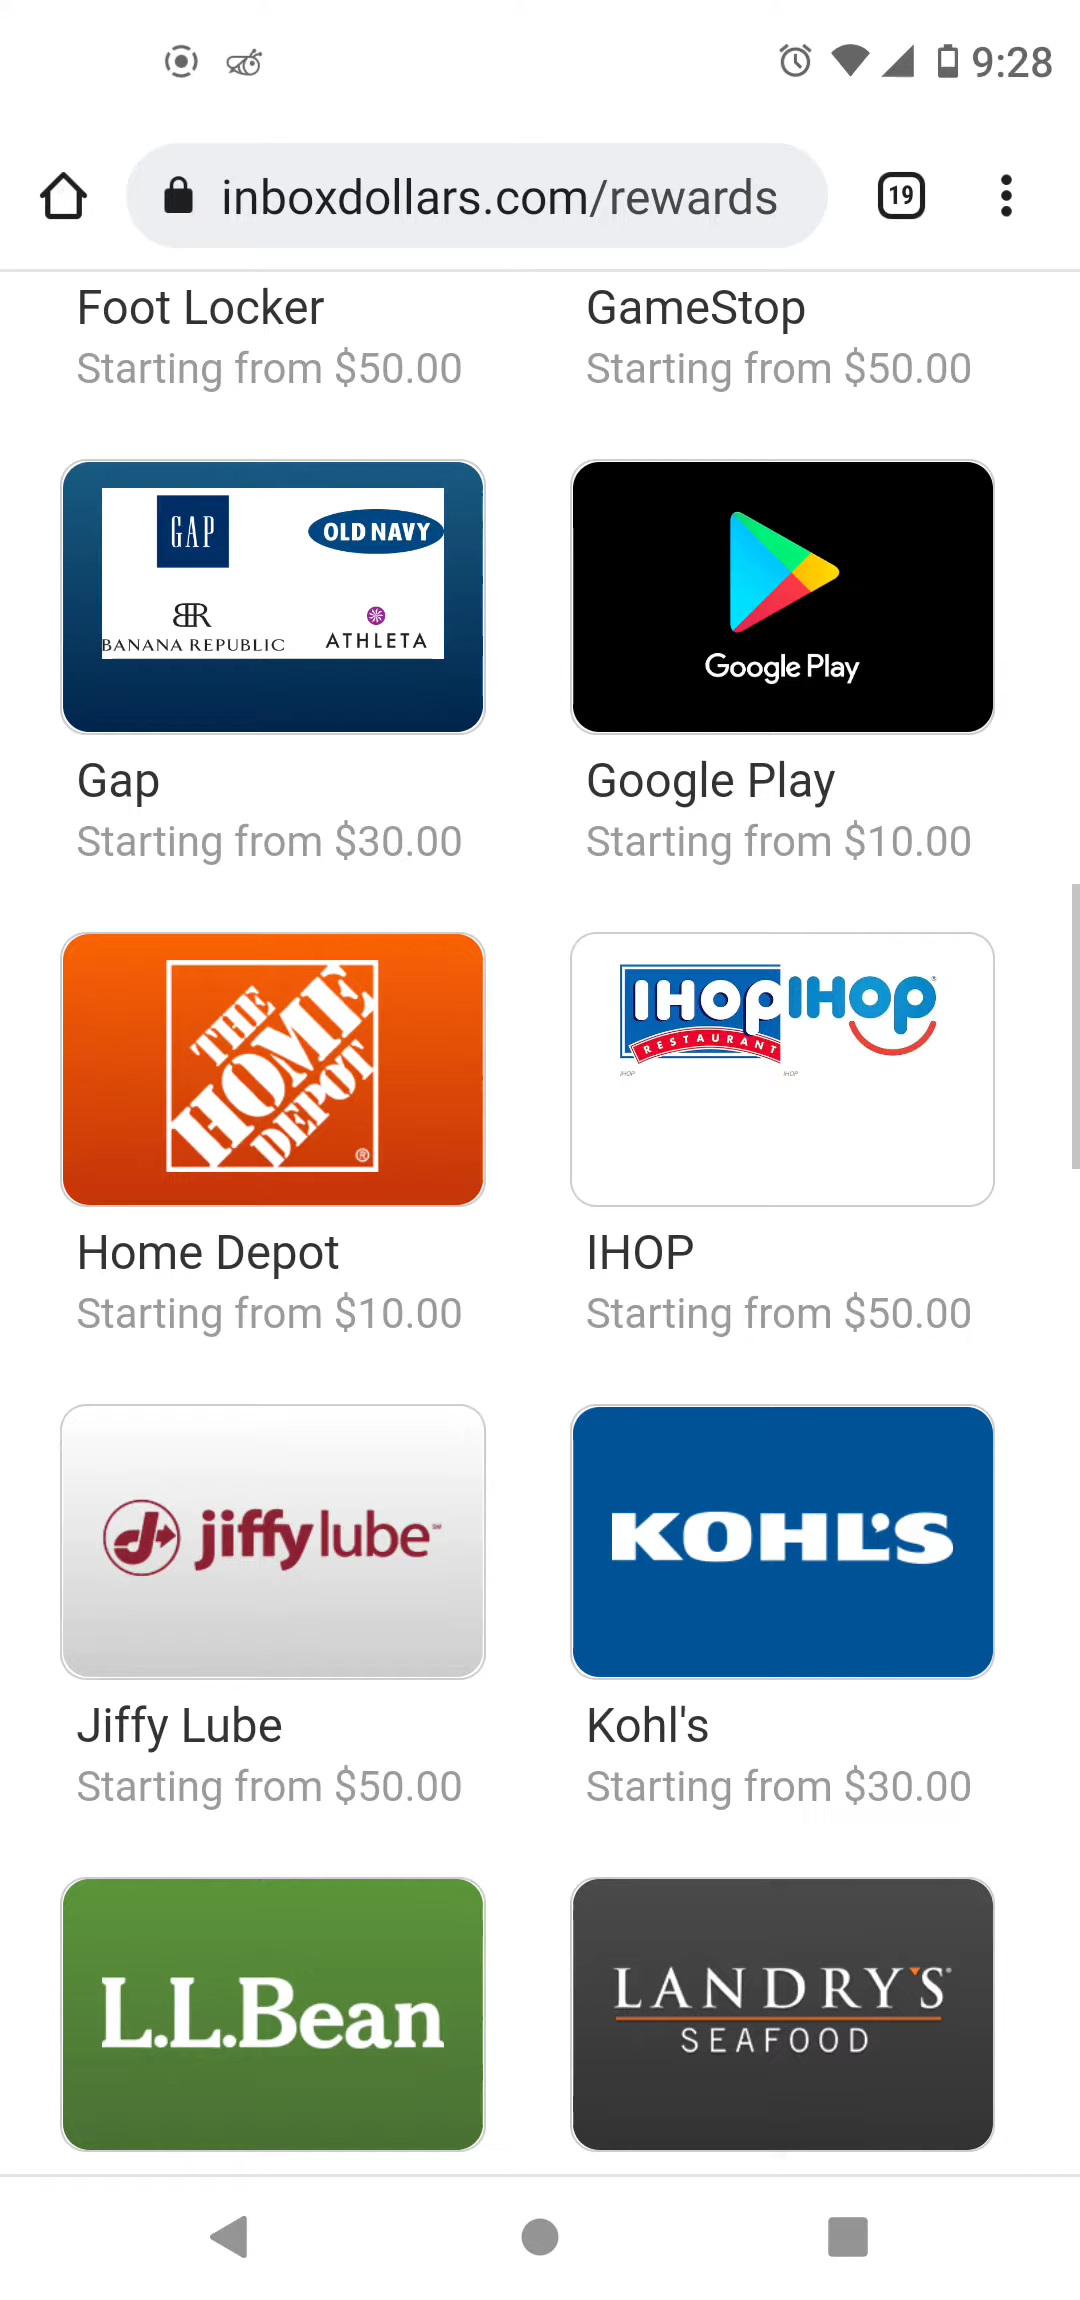 9:28
inboxdollars.com/rewards
19
Foot Locker
GameStop
Starting from $50.00
Starting from $50.00
GAP
OLD NAVY
BR
BANANA REPUBLIC
ATHLETA
Google Play
Gap
Google Play
Starting from $30.00
Starting from $10.00
THE
HOME
DEPOT
®
IHOP
RESTAURANT
IHOP
IHOP
IHOP
Home Depot
IHOP
Starting from $10.00
Starting from $50.00
jiffy lube℠
KOHL'S
Jiffy Lube
Kohl's
Starting from $50.00
Starting from $30.00
L.L.Bean
LANDRY'S
SEAFOOD